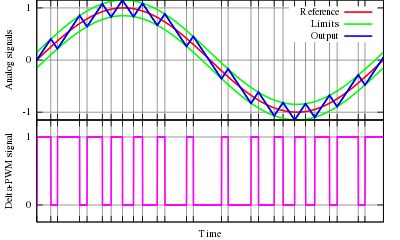 Analog signals
1
0
-1
Reference
Limits
Output
Delta-PWM signal
1
0
Time